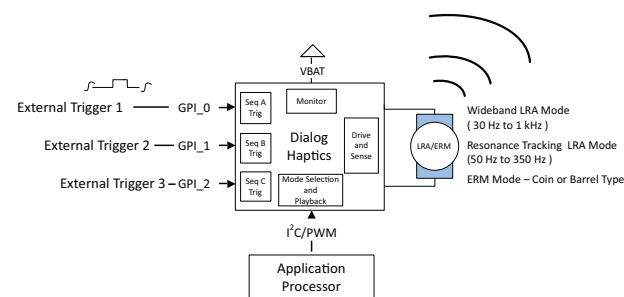 VBAT
External Trigger 1
GPI_0
Seq A
Trig
Monitor
External Trigger 2
GPI_1
Seq B
Trig
Dialog
Haptics
Drive
and
Sense
External Trigger 3
GPI_2
Seq C
Trig
Mode Selection
and
Playback
LRA/ERM
Wideband LRA Mode
( 30 Hz to 1 kHz )
Resonance Tracking LRA Mode
(50 Hz to 350 Hz )
ERM Mode – Coin or Barrel Type
I²C/PWM
Application
Processor